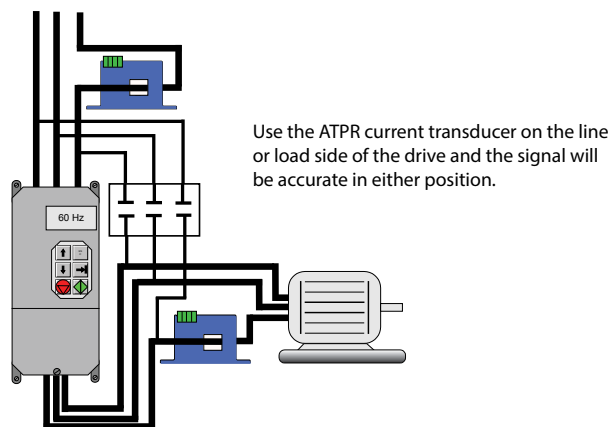 Use the ATPR current transducer on the line
or load side of the drive and the signal will
be accurate in either position.
60 Hz